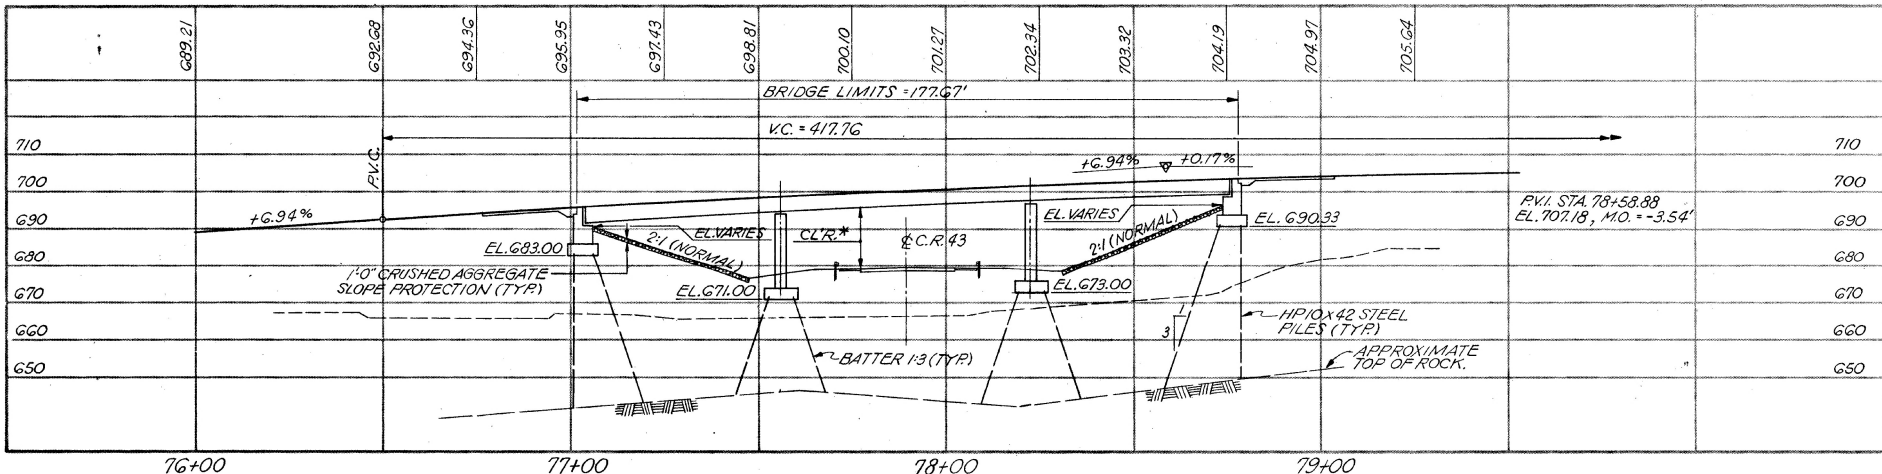 689.21
692.68
694.36
695.95
697.43
698.81
700.10
701.27
702.34
703.32
704.19
704.97
705.64
BRIDGE LIMITS = 177.67'
V.C. = 417.76
710
710
P.V.C.
+6.94% +0.17%
700
700
P.V.I. STA. 78+58.88
EL. 707.18, M.O. = -3.54'
+6.94%
690
690
EL. VARIES
2:1 (NORMAL)
CL'R.*
℄ C.R. 43
EL. VARIES
2:1 (NORMAL)
EL. 690.33
EL. 683.00
680
680
1'-0" CRUSHED AGGREGATE
SLOPE PROTECTION (TYP.)
EL. 671.00
EL. 673.00
670
670
1
3
HP10x42 STEEL
PILES (TYP.)
660
660
BATTER 1:3 (TYP.)
APPROXIMATE
TOP OF ROCK.
650
650
76+00
77+00
78+00
79+00